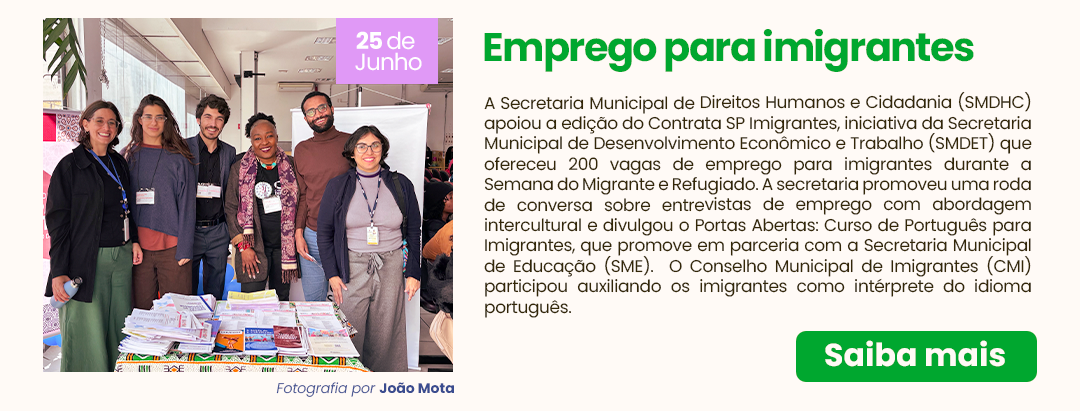 25 de
Junho
Emprego para imigrantes
A Secretaria Municipal de Direitos Humanos e Cidadania (SMDHC)
apoiou a edição do Contrata SP Imigrantes, iniciativa da Secretaria
Municipal de Desenvolvimento Econômico e Trabalho (SMDET) que
ofereceu 200 vagas de emprego para imigrantes durante a
Semana do Migrante e Refugiado. A secretaria promoveu uma roda
de conversa sobre entrevistas de emprego com abordagem
intercultural e divulgou o Portas Abertas: Curso de Português para
Imigrantes, que promove em parceria com a Secretaria Municipal
de Educação (SME). O Conselho Municipal de Imigrantes (CMI)
participou auxiliando os imigrantes como intérprete do idioma
português.
Saiba mais
Fotografia por João Mota